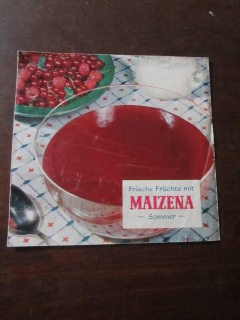 Frische Früchte mit
MAIZENA
– Sommer –